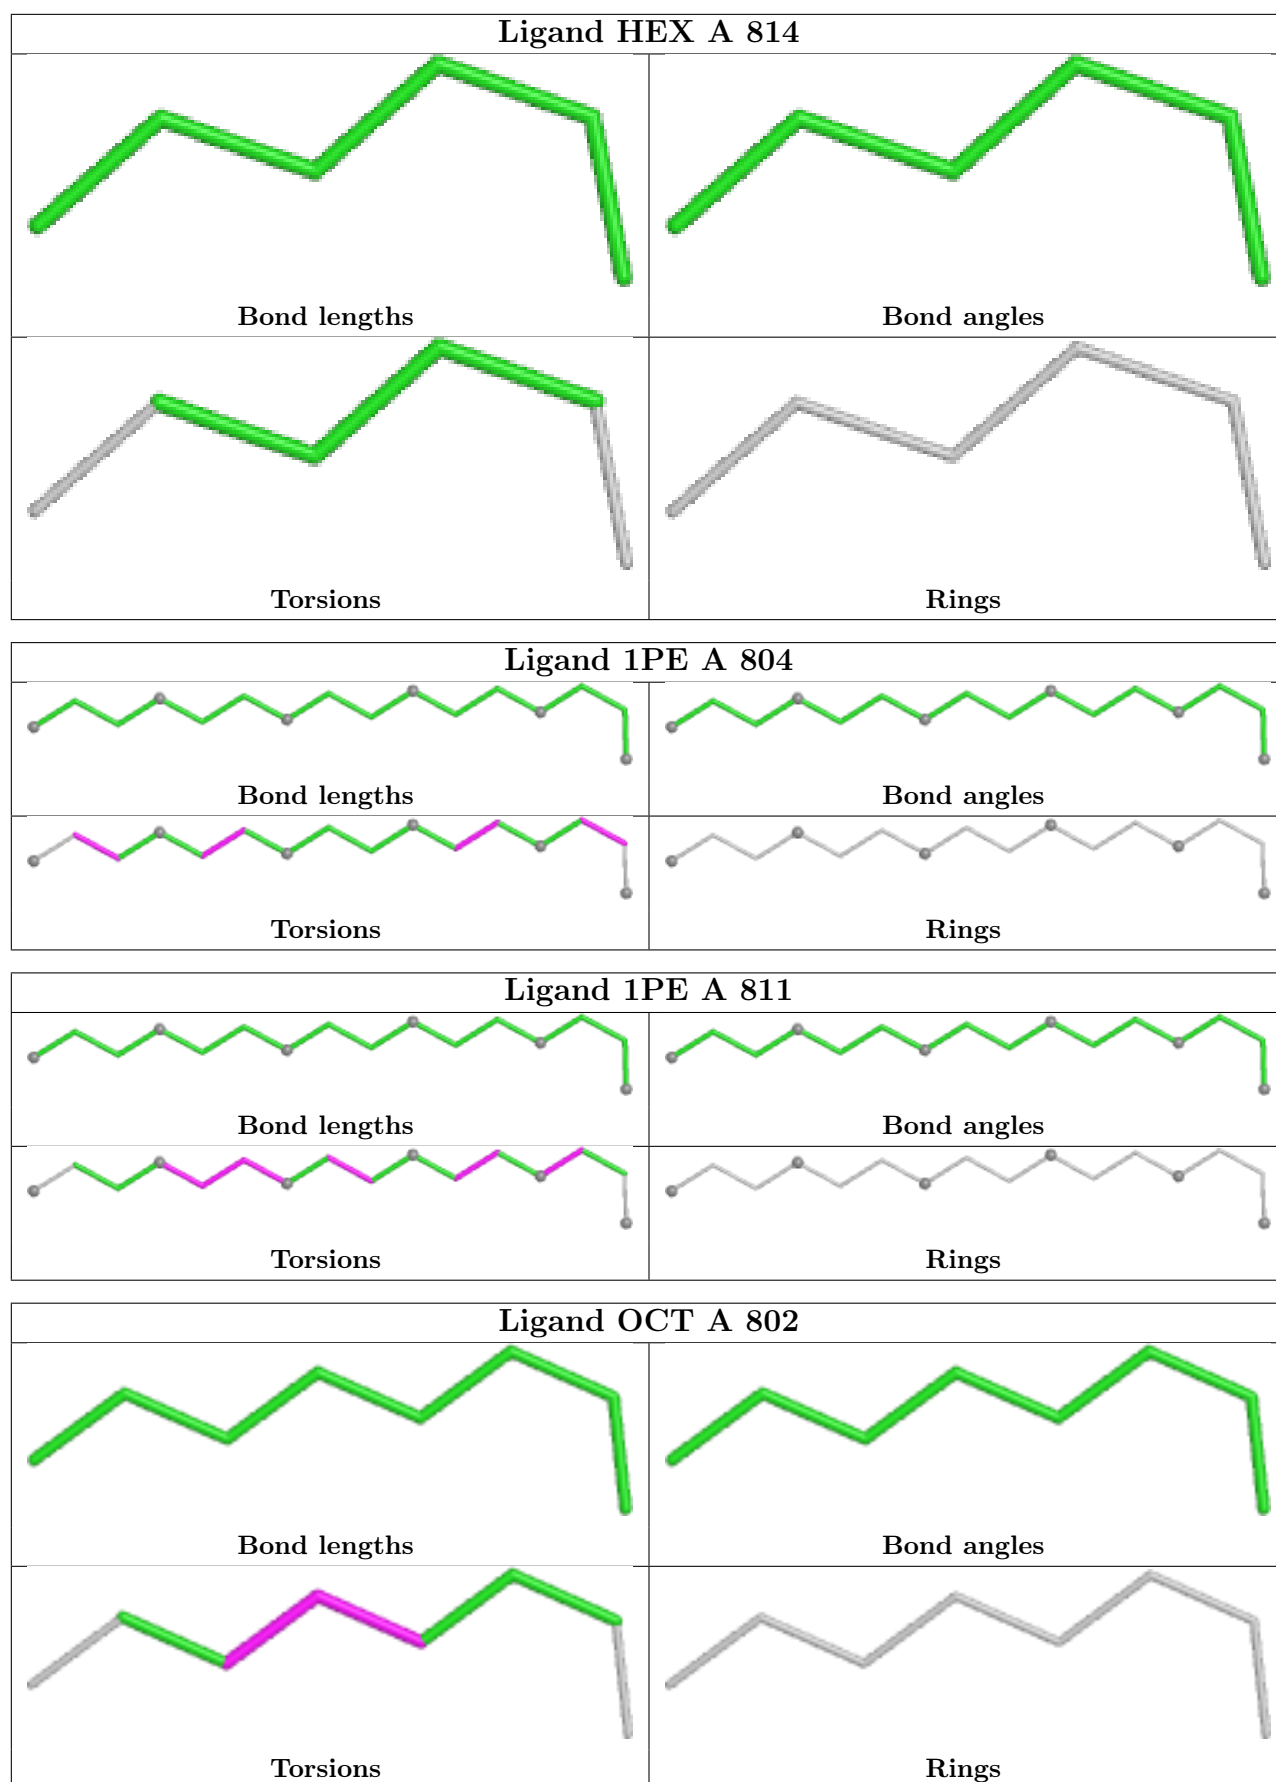 Ligand HEX A 814
Bond lengths
Bond angles
Torsions
Rings
Ligand 1PE A 804
Bond lengths
Bond angles
Torsions
Rings
Ligand 1PE A 811
Bond lengths
Bond angles
Torsions
Rings
Ligand OCT A 802
Bond lengths
Bond angles
Torsions
Rings